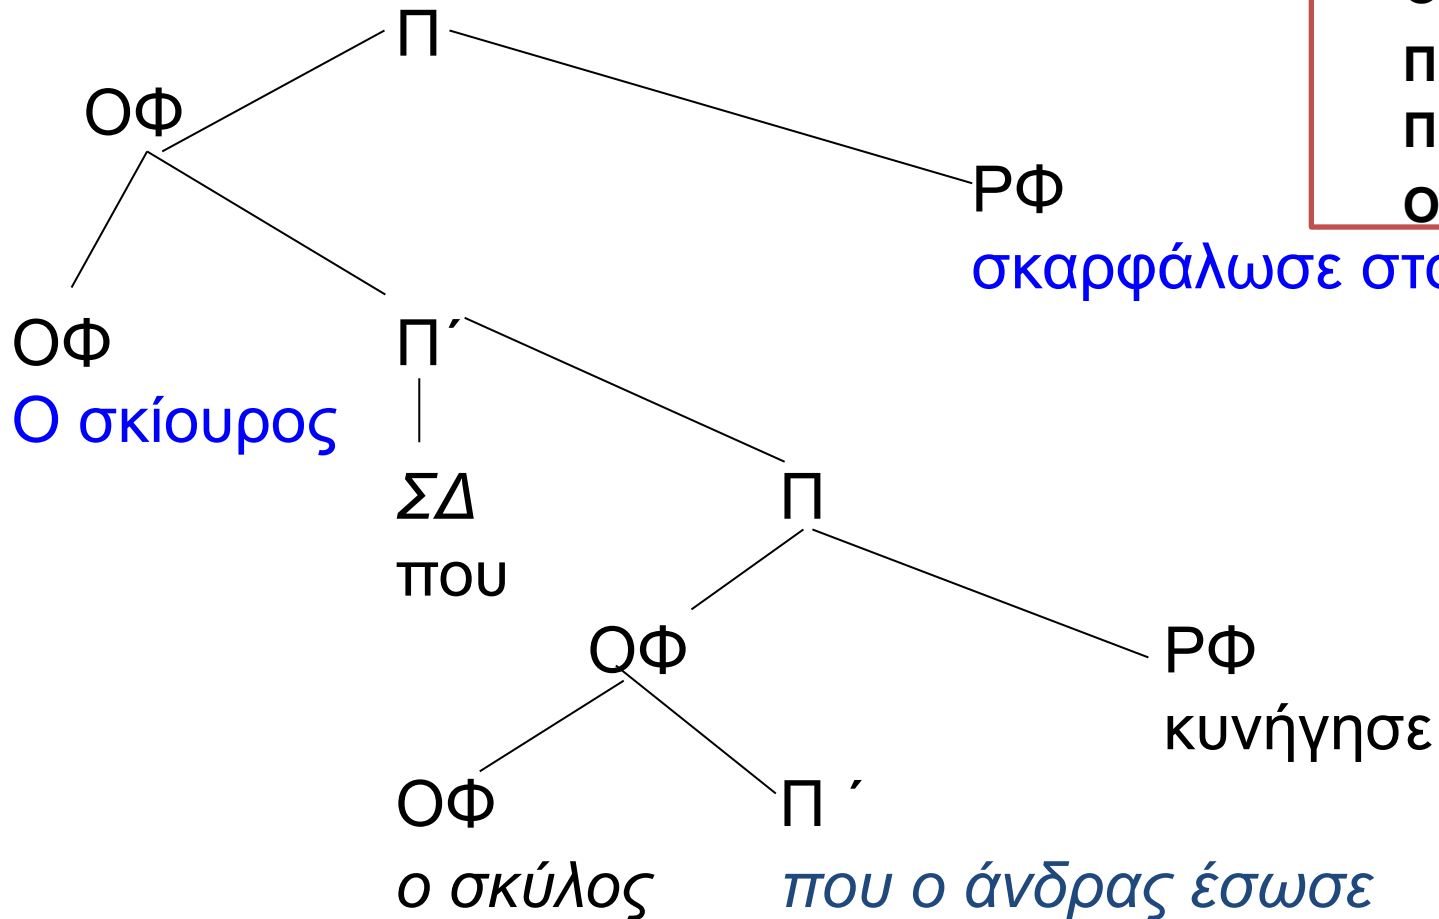 Π
ΟΦ
ΡΦ
σκαρφάλωσε
ΟΦ
Π΄
Ο σκίουρος
ΣΔ
Π
που
ΟΦ
ΡΦ
κυνήγησε
ΟΦ
Π ΄
ο σκύλος
που ο άνδρας έσωσε